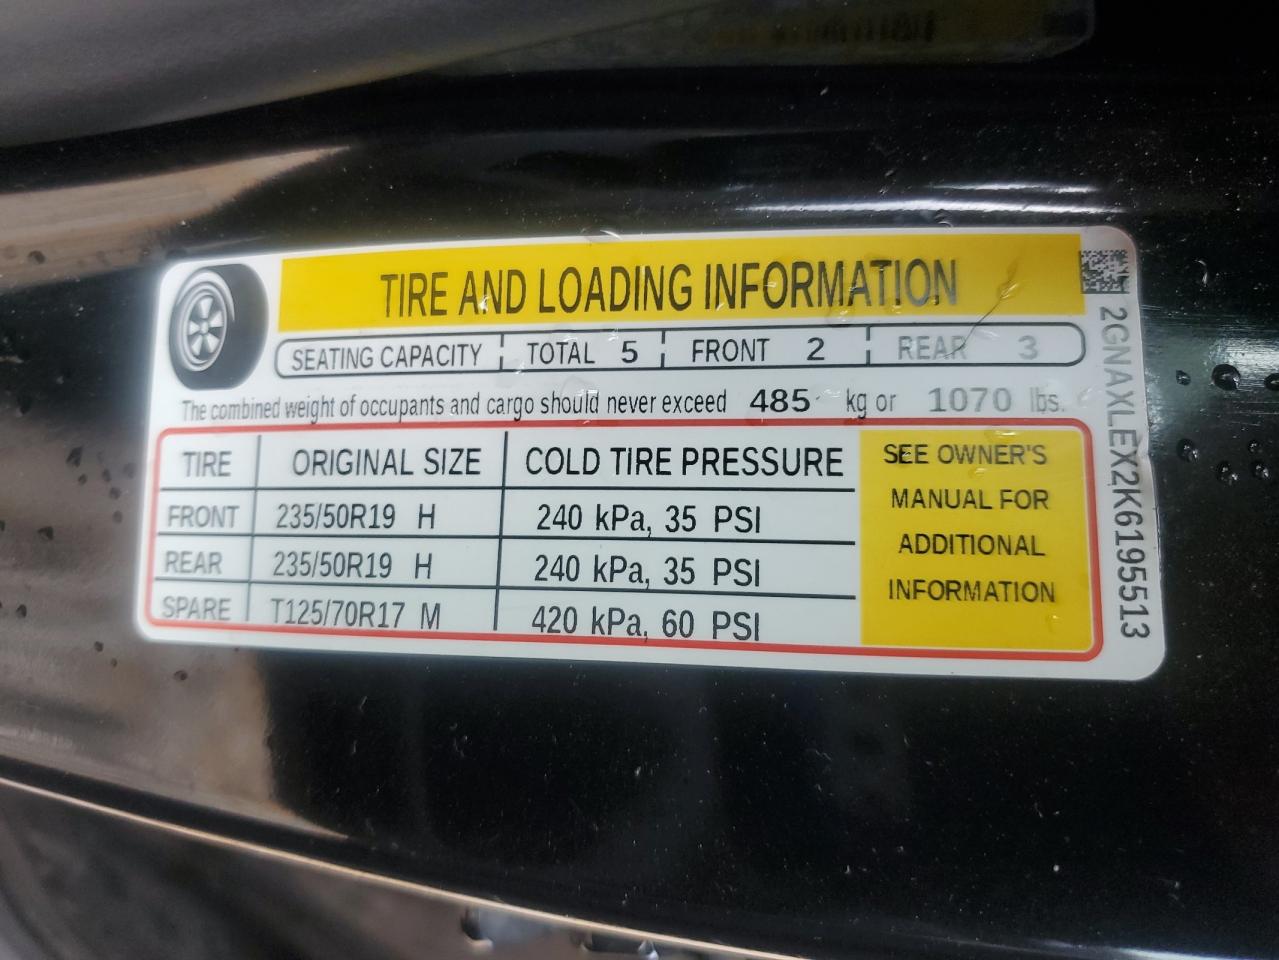 TIRE AND LOADING INFORMATION
SEATING CAPACITY TOTAL 5 FRONT 2 REAR 3
The combined weight of occupants and cargo should never exceed 485 kg or 1070 lbs.
TIRE ORIGINAL SIZE COLD TIRE PRESSURE
FRONT 235/50R19 H 240 kPa, 35 PSI
REAR 235/50R19 H 240 kPa, 35 PSI
SPARE T125/70R17 M 420 kPa, 60 PSI
SEE OWNER'S
MANUAL FOR
ADDITIONAL
INFORMATION
2GNAXLEX2K6195513